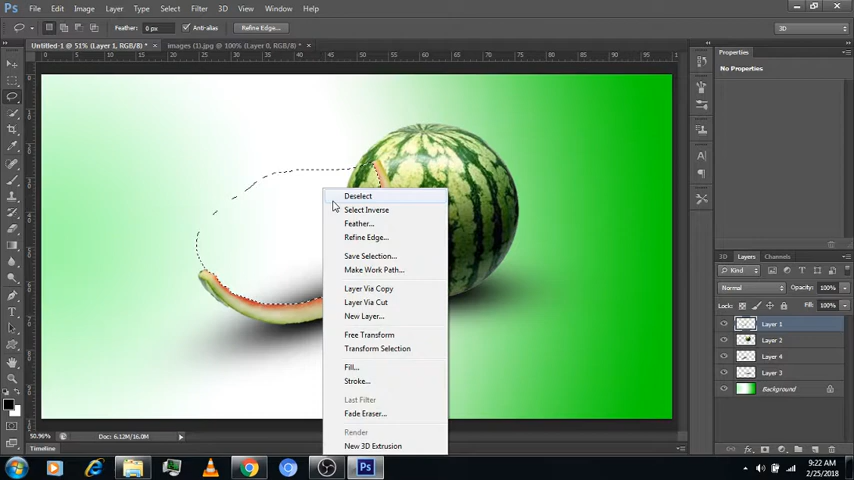 Ps File Edit Image Layer Type Select Filter 3D View Window Help
Feather: 0 px Anti-alias Refine Edge... 3D
Untitled-1 @ 51% (Layer 1, RGB/8) * × images (1).jpg @ 100% (Layer 0, RGB/8) * ×
Properties
No Properties
Deselect
Select Inverse
Feather...
Refine Edge...
Save Selection...
Make Work Path...
Layer Via Copy
Layer Via Cut
New Layer...
Free Transform
Transform Selection
Fill...
Stroke...
Last Filter
Fade Eraser...
Render
New 3D Extrusion
3D Layers Channels
Kind
Normal Opacity: 100%
Lock: Fill: 100%
Layer 1
Layer 2
Layer 4
Layer 3
Background
50.96% Doc: 6.12M/16.0M
Timeline
Ps
9:22 AM
2/25/2018